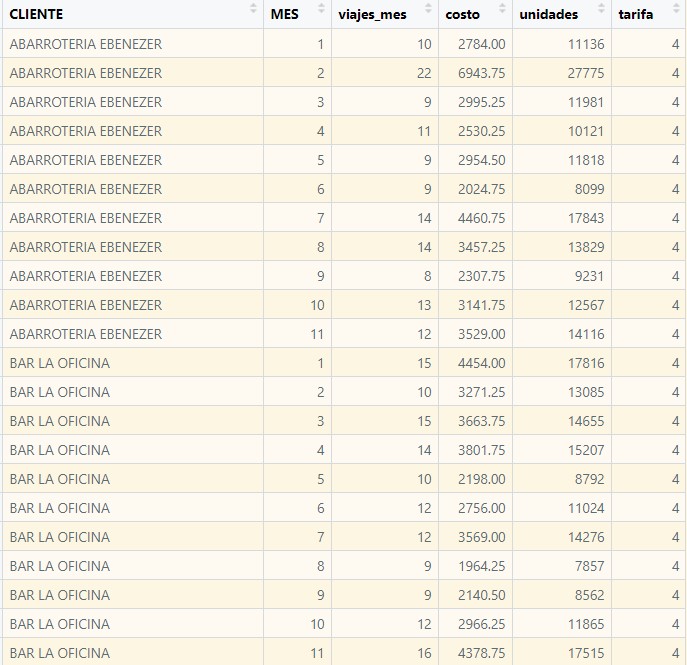 CLIENTE MES viajes_mes costo unidades tarifa
ABARROTERIA EBENEZER 1 10 2784.00 11136 4
ABARROTERIA EBENEZER 2 22 6943.75 27775 4
ABARROTERIA EBENEZER 3 9 2995.25 11981 4
ABARROTERIA EBENEZER 4 11 2530.25 10121 4
ABARROTERIA EBENEZER 5 9 2954.50 11818 4
ABARROTERIA EBENEZER 6 9 2024.75 8099 4
ABARROTERIA EBENEZER 7 14 4460.75 17843 4
ABARROTERIA EBENEZER 8 14 3457.25 13829 4
ABARROTERIA EBENEZER 9 8 2307.75 9231 4
ABARROTERIA EBENEZER 10 13 3141.75 12567 4
ABARROTERIA EBENEZER 11 12 3529.00 14116 4
BAR LA OFICINA 1 15 4454.00 17816 4
BAR LA OFICINA 2 10 3271.25 13085 4
BAR LA OFICINA 3 15 3663.75 14655 4
BAR LA OFICINA 4 14 3801.75 15207 4
BAR LA OFICINA 5 10 2198.00 8792 4
BAR LA OFICINA 6 12 2756.00 11024 4
BAR LA OFICINA 7 12 3569.00 14276 4
BAR LA OFICINA 8 9 1964.25 7857 4
BAR LA OFICINA 9 9 2140.50 8562 4
BAR LA OFICINA 10 12 2966.25 11865 4
BAR LA OFICINA 11 16 4378.75 17515 4